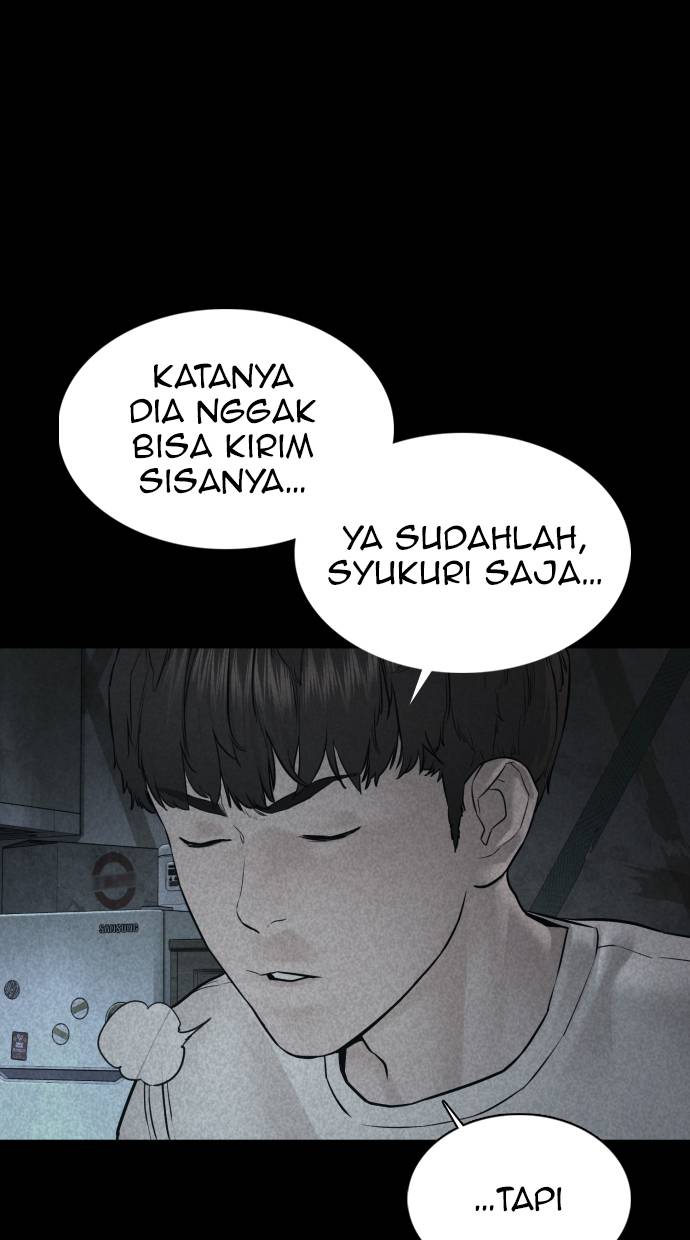 KATANYA
DIA NGGAK
BISA KIRIM
SISANYA...
YA SUDAHLAH,
SYUKURI SAJA...
SAMSUNG
...TAPI